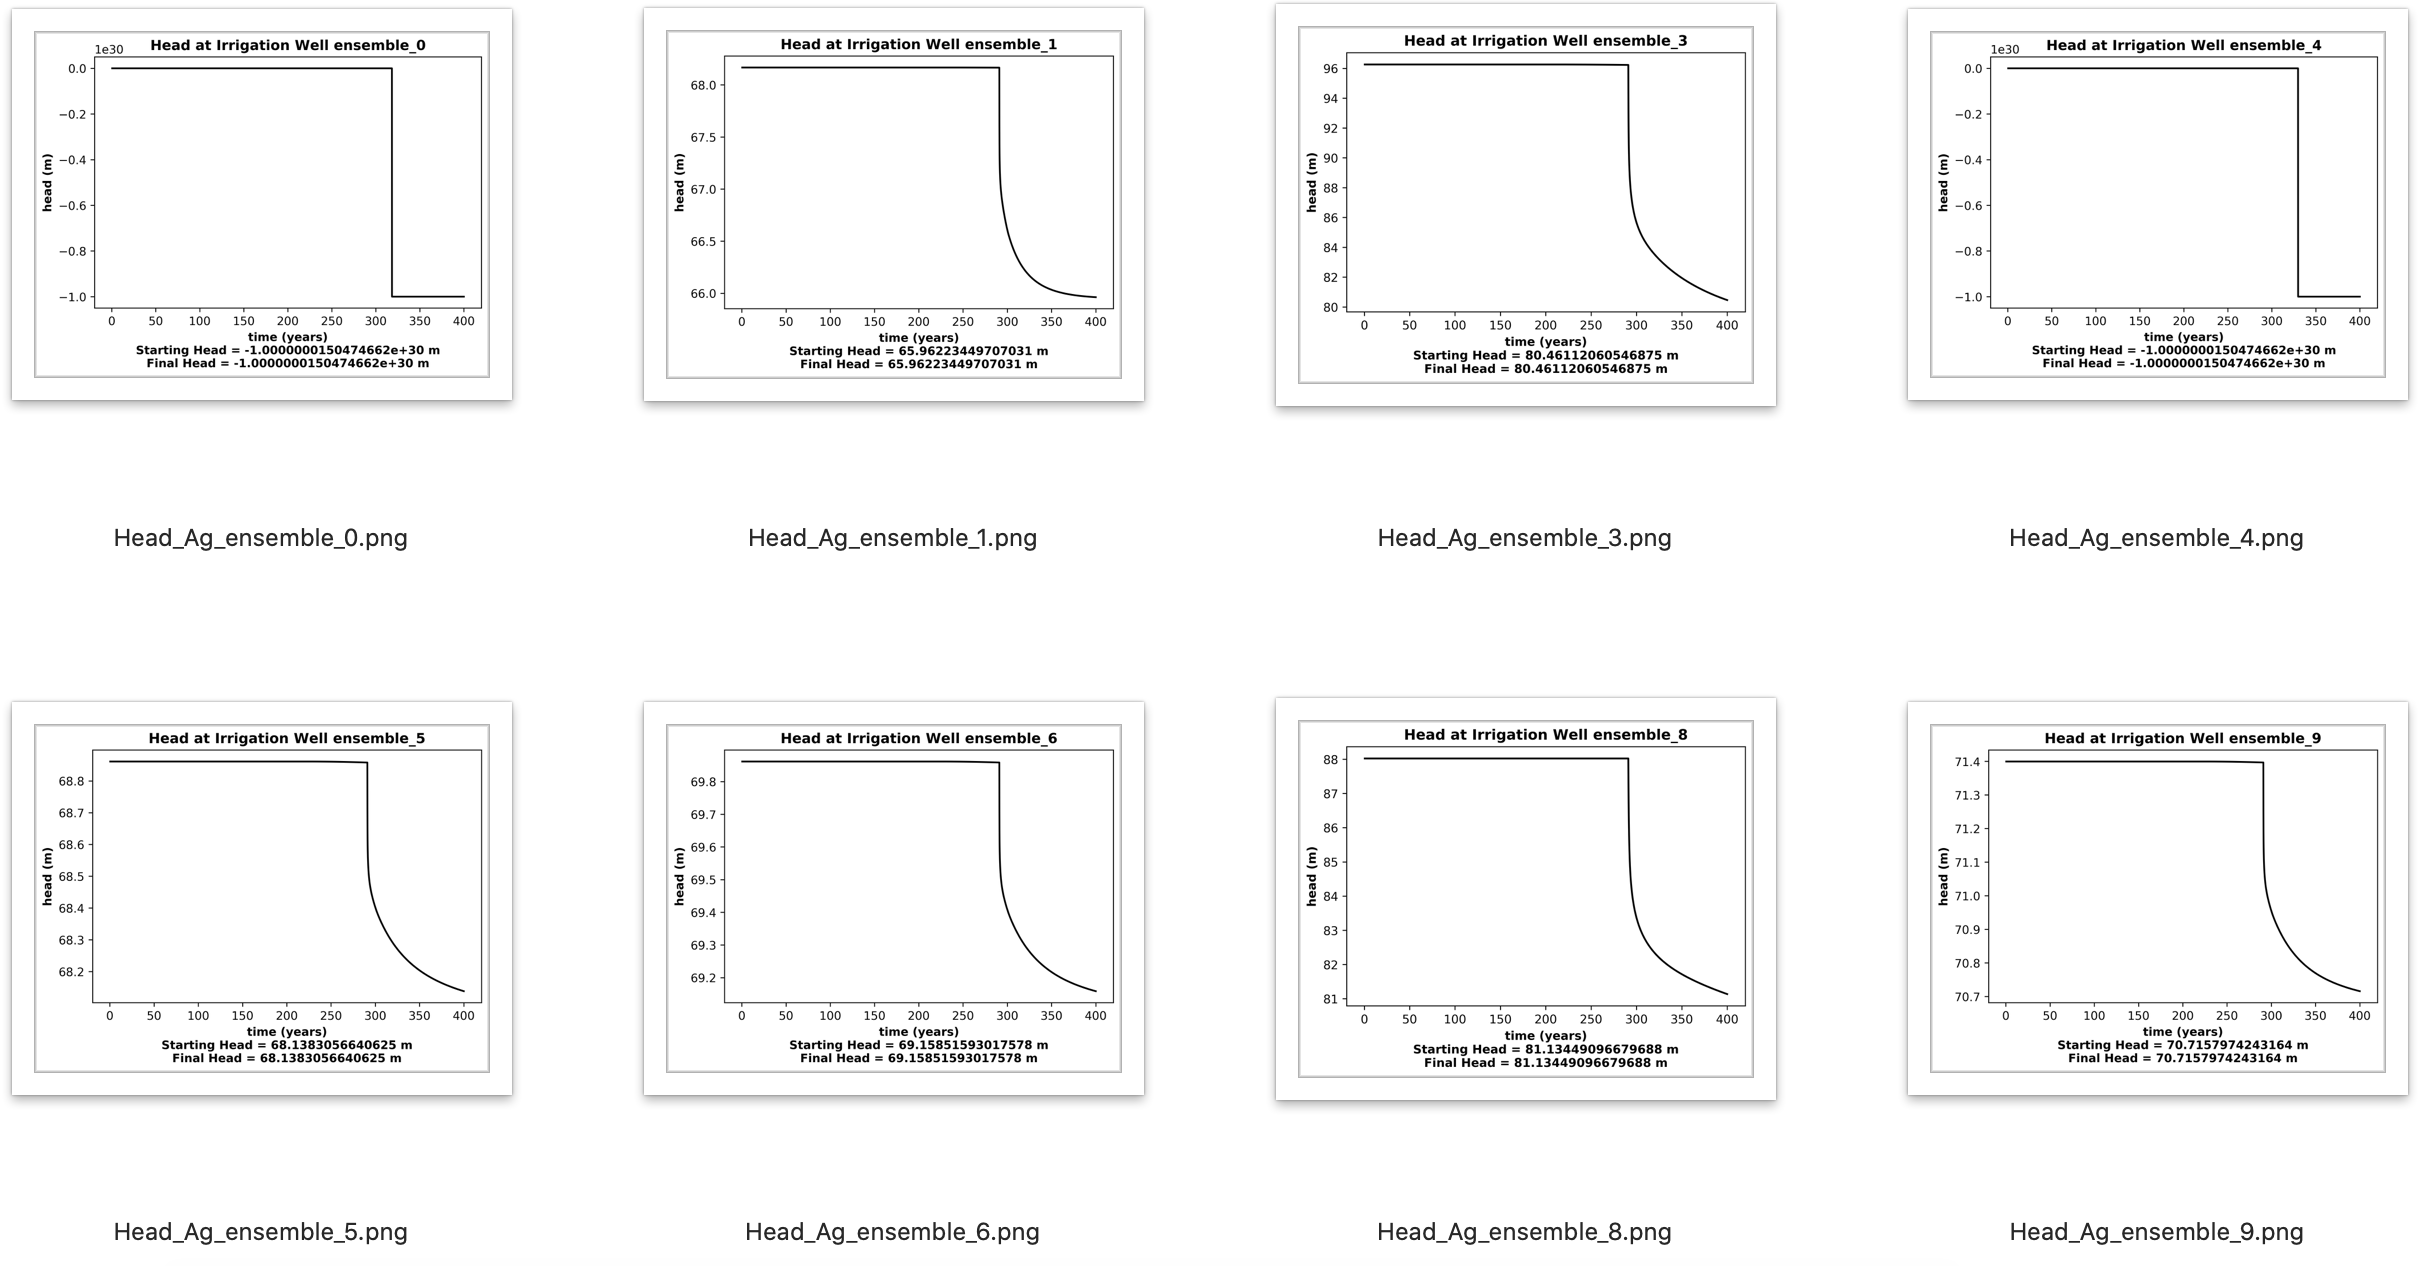 Head at Irrigation Well ensemble_0
1e30
0.0
−0.2
−0.4
−0.6
−0.8
−1.0
head (m)
0 50 100 150 200 250 300 350 400
time (years)
Starting Head = -1.0000000150474662e+30 m
Final Head = -1.0000000150474662e+30 m
Head_Ag_ensemble_0.png
Head at Irrigation Well ensemble_1
68.0
67.5
67.0
66.5
66.0
head (m)
0 50 100 150 200 250 300 350 400
time (years)
Starting Head = 65.96223449707031 m
Final Head = 65.96223449707031 m
Head_Ag_ensemble_1.png
Head at Irrigation Well ensemble_3
96
94
92
90
88
86
84
82
80
head (m)
0 50 100 150 200 250 300 350 400
time (years)
Starting Head = 80.46112060546875 m
Final Head = 80.46112060546875 m
Head_Ag_ensemble_3.png
Head at Irrigation Well ensemble_4
1e30
0.0
−0.2
−0.4
−0.6
−0.8
−1.0
head (m)
0 50 100 150 200 250 300 350 400
time (years)
Starting Head = -1.0000000150474662e+30 m
Final Head = -1.0000000150474662e+30 m
Head_Ag_ensemble_4.png
Head at Irrigation Well ensemble_5
68.8
68.7
68.6
68.5
68.4
68.3
68.2
head (m)
0 50 100 150 200 250 300 350 400
time (years)
Starting Head = 68.1383056640625 m
Final Head = 68.1383056640625 m
Head_Ag_ensemble_5.png
Head at Irrigation Well ensemble_6
69.8
69.7
69.6
69.5
69.4
69.3
69.2
head (m)
0 50 100 150 200 250 300 350 400
time (years)
Starting Head = 69.15851593017578 m
Final Head = 69.15851593017578 m
Head_Ag_ensemble_6.png
Head at Irrigation Well ensemble_8
88
87
86
85
84
83
82
81
head (m)
0 50 100 150 200 250 300 350 400
time (years)
Starting Head = 81.13449096679688 m
Final Head = 81.13449096679688 m
Head_Ag_ensemble_8.png
Head at Irrigation Well ensemble_9
71.4
71.3
71.2
71.1
71.0
70.9
70.8
70.7
head (m)
0 50 100 150 200 250 300 350 400
time (years)
Starting Head = 70.7157974243164 m
Final Head = 70.7157974243164 m
Head_Ag_ensemble_9.png